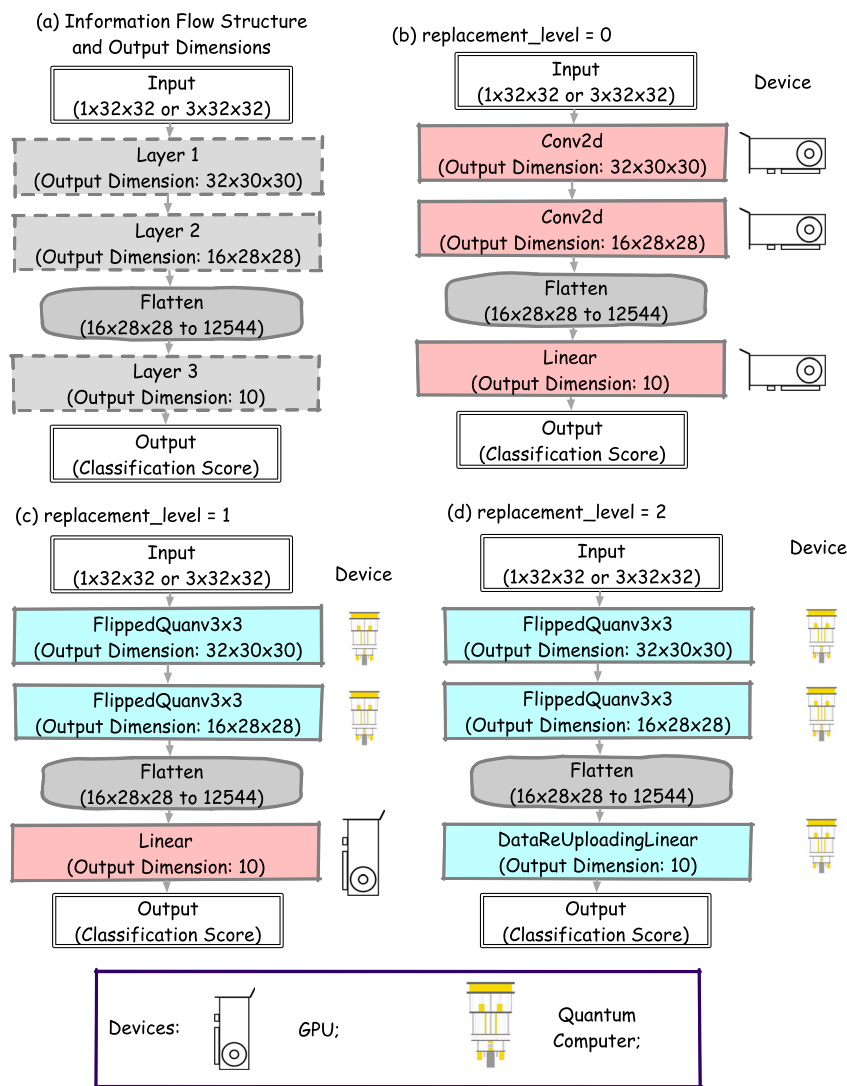 (a) Information Flow Structure
and Output Dimensions
Input
(1x32x32 or 3x32x32)
Layer 1
(Output Dimension: 32x30x30)
Layer 2
(Output Dimension: 16x28x28)
Flatten
(16x28x28 to 12544)
Layer 3
(Output Dimension: 10)
Output
(Classification Score)
(b) replacement_level = 0
Input
(1x32x32 or 3x32x32)
Device
Conv2d
(Output Dimension: 32x30x30)
Conv2d
(Output Dimension: 16x28x28)
Flatten
(16x28x28 to 12544)
Linear
(Output Dimension: 10)
Output
(Classification Score)
(c) replacement_level = 1
Input
(1x32x32 or 3x32x32)
Device
FlippedQuanv3x3
(Output Dimension: 32x30x30)
FlippedQuanv3x3
(Output Dimension: 16x28x28)
Flatten
(16x28x28 to 12544)
Linear
(Output Dimension: 10)
Output
(Classification Score)
(d) replacement_level = 2
Input
(1x32x32 or 3x32x32)
Device
FlippedQuanv3x3
(Output Dimension: 32x30x30)
FlippedQuanv3x3
(Output Dimension: 16x28x28)
Flatten
(16x28x28 to 12544)
DataReUploadingLinear
(Output Dimension: 10)
Output
(Classification Score)
Devices:
GPU;
Quantum
Computer;